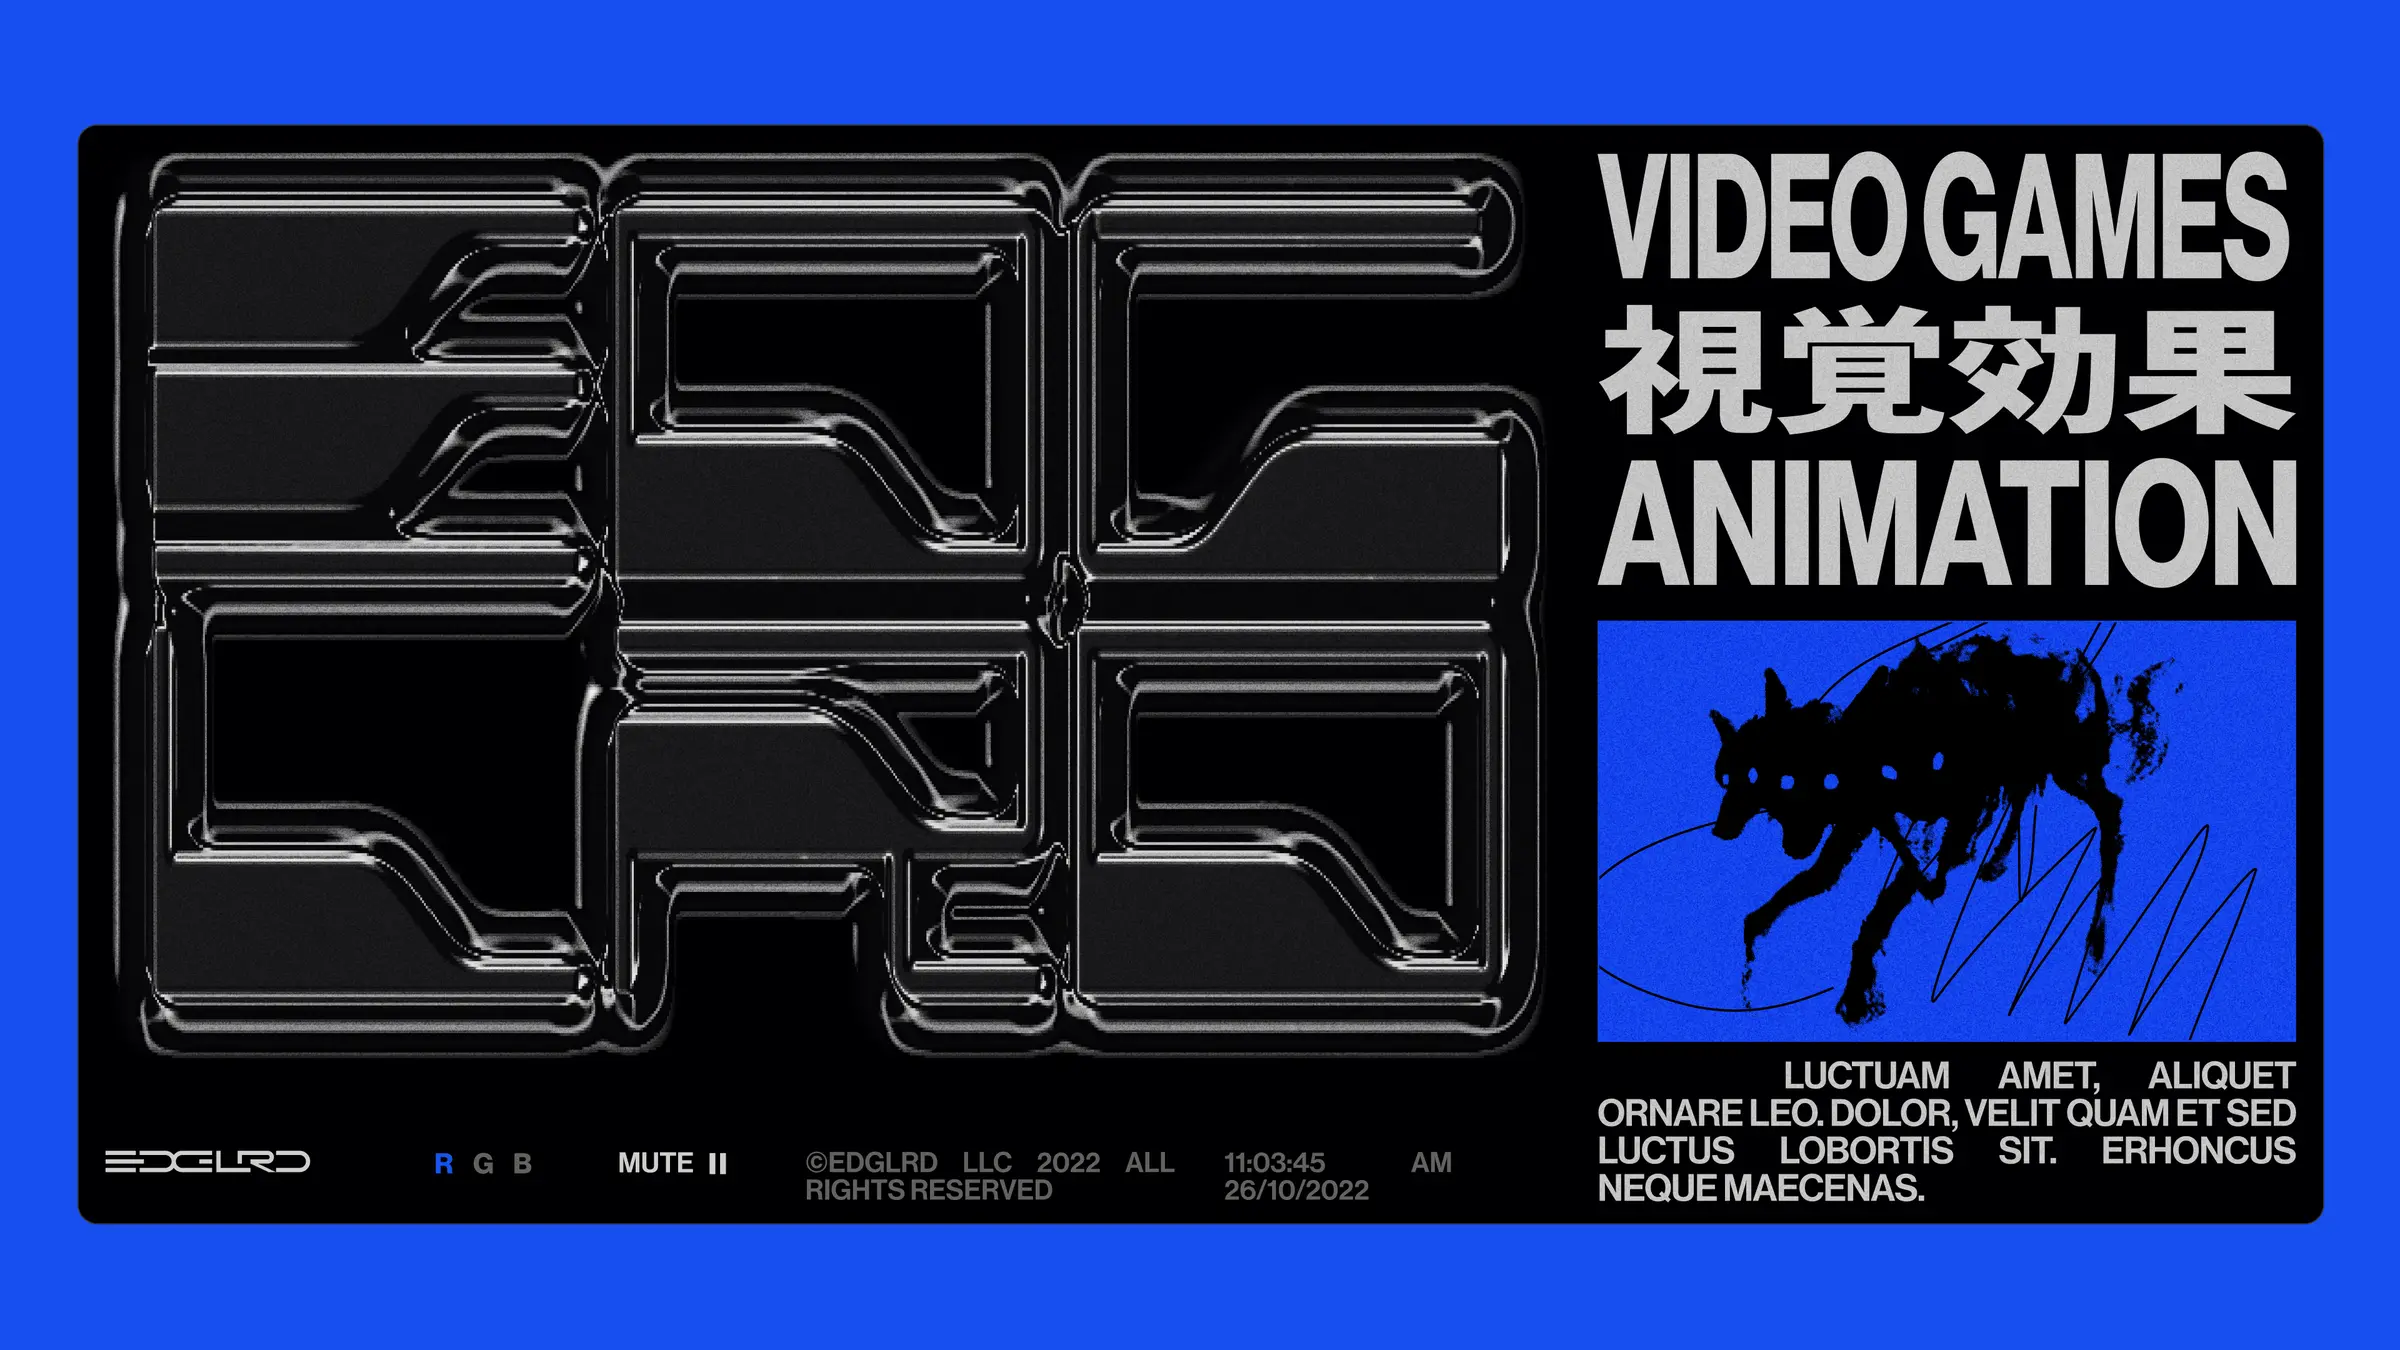 EDG
LRD
VIDEO GAMES
視覚効果
ANIMATION
LUCTUAM AMET, ALIQUET
ORNARE LEO. DOLOR, VELIT QUAM ET SED
LUCTUS LOBORTIS SIT. ERHONCUS
NEQUE MAECENAS.
EDGLRD
R G B
MUTE
©EDGLRD LLC 2022 ALL
RIGHTS RESERVED
11:03:45 AM
26/10/2022